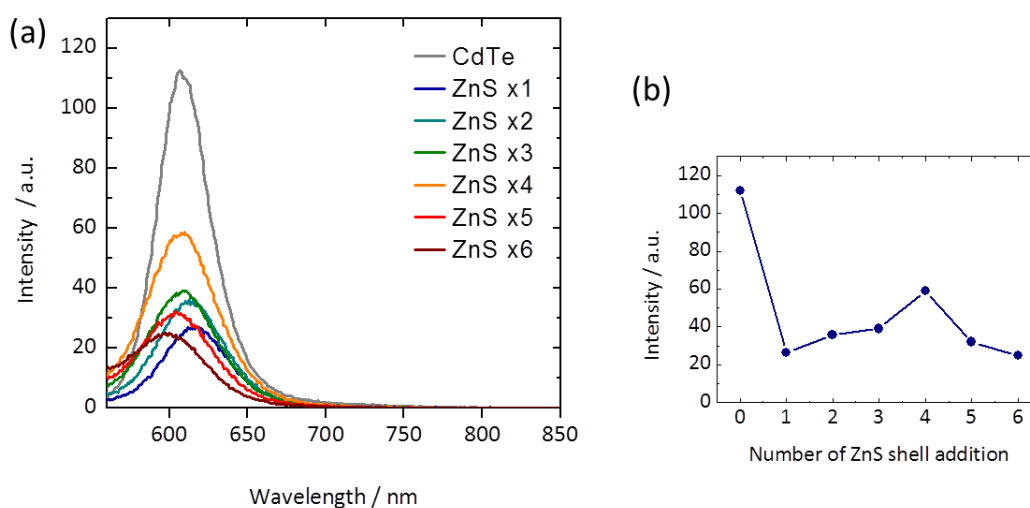 (a)
120
100
80
60
40
20
0
Intensity / a.u.
600 650 700 750 800 850
Wavelength / nm
CdTe
ZnS x1
ZnS x2
ZnS x3
ZnS x4
ZnS x5
ZnS x6
(b)
120
100
80
60
40
20
0
Intensity / a.u.
0 1 2 3 4 5 6
Number of ZnS shell addition